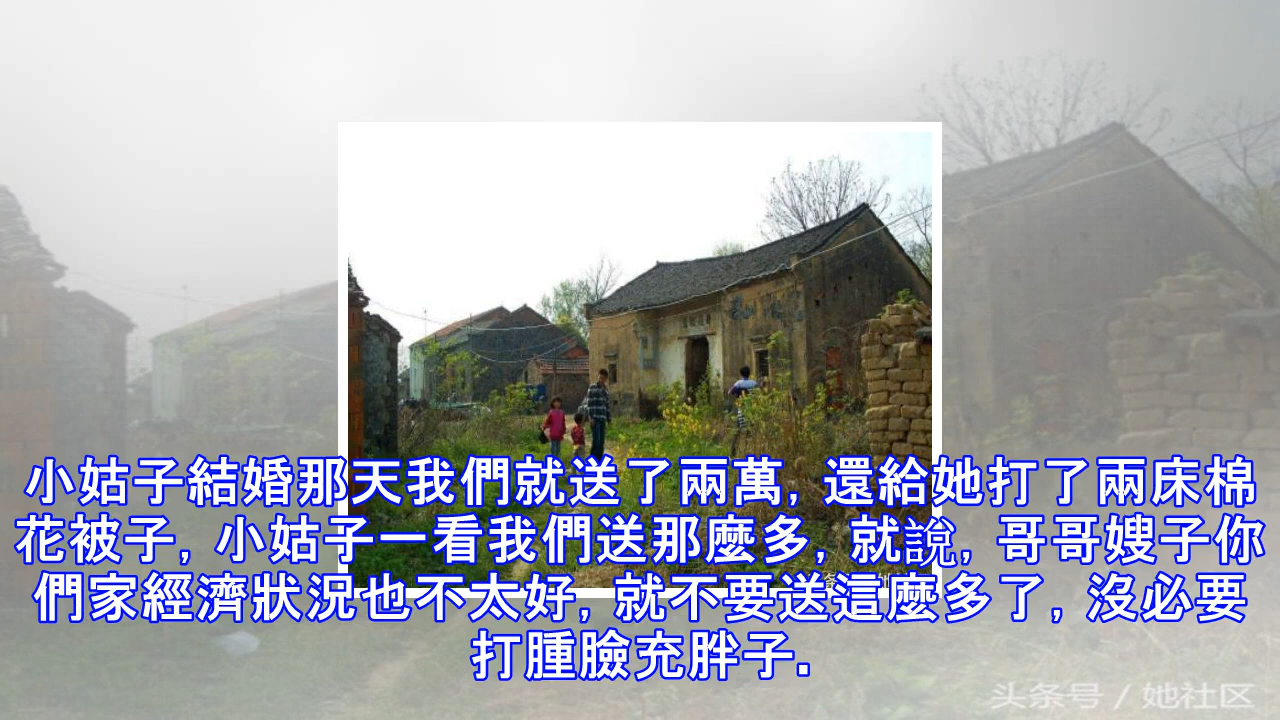 小姑子結婚那天我們就送了兩萬, 還給她打了兩床棉
花被子, 小姑子一看我們送那麼多, 就說, 哥哥嫂子你
們家經濟狀況也不太好, 就不要送這麼多了, 沒必要
打腫臉充胖子.
头条号 / 她社区